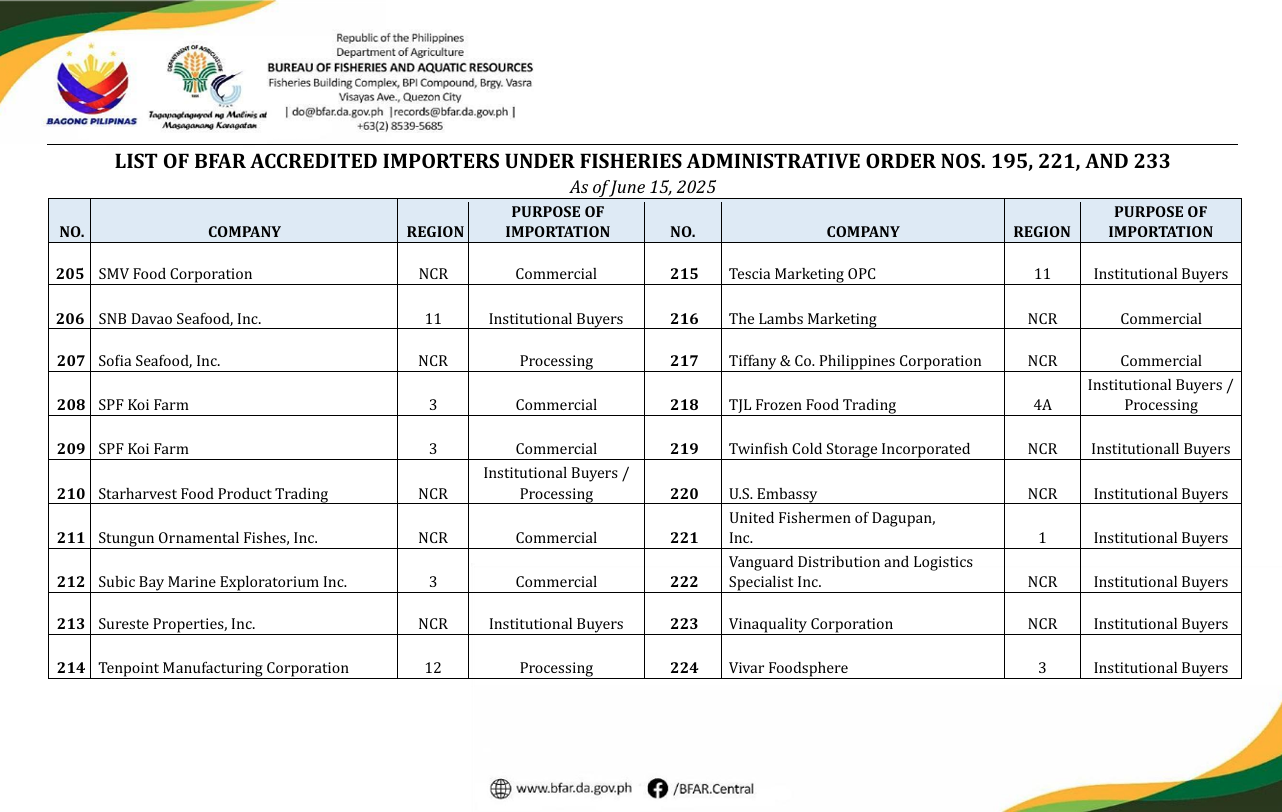 Republic of the Philippines
Department of Agriculture
BUREAU OF FISHERIES AND AQUATIC RESOURCES
Fisheries Building Complex, BPI Compound, Brgy. Vasra
Visayas Ave., Quezon City
| do@bfar.da.gov.ph |records@bfar.da.gov.ph |
+63(2) 8539-5685
BAGONG PILIPINAS
DEPARTMENT OF AGRICULTURE
Tagapagtaguyod ng Malinis at
Masaganang Karagatan
LIST OF BFAR ACCREDITED IMPORTERS UNDER FISHERIES ADMINISTRATIVE ORDER NOS. 195, 221, AND 233
As of June 15, 2025
NO. COMPANY REGION PURPOSE OF IMPORTATION NO. COMPANY REGION PURPOSE OF IMPORTATION
205 SMV Food Corporation NCR Commercial 215 Tescia Marketing OPC 11 Institutional Buyers
206 SNB Davao Seafood, Inc. 11 Institutional Buyers 216 The Lambs Marketing NCR Commercial
207 Sofia Seafood, Inc. NCR Processing 217 Tiffany & Co. Philippines Corporation NCR Commercial
208 SPF Koi Farm 3 Commercial 218 TJL Frozen Food Trading 4A Institutional Buyers / Processing
209 SPF Koi Farm 3 Commercial 219 Twinfish Cold Storage Incorporated NCR Institutionall Buyers
210 Starharvest Food Product Trading NCR Institutional Buyers / Processing 220 U.S. Embassy NCR Institutional Buyers
211 Stungun Ornamental Fishes, Inc. NCR Commercial 221 United Fishermen of Dagupan, Inc. 1 Institutional Buyers
212 Subic Bay Marine Exploratorium Inc. 3 Commercial 222 Vanguard Distribution and Logistics Specialist Inc. NCR Institutional Buyers
213 Sureste Properties, Inc. NCR Institutional Buyers 223 Vinaquality Corporation NCR Institutional Buyers
214 Tenpoint Manufacturing Corporation 12 Processing 224 Vivar Foodsphere 3 Institutional Buyers
www.bfar.da.gov.ph /BFAR.Central